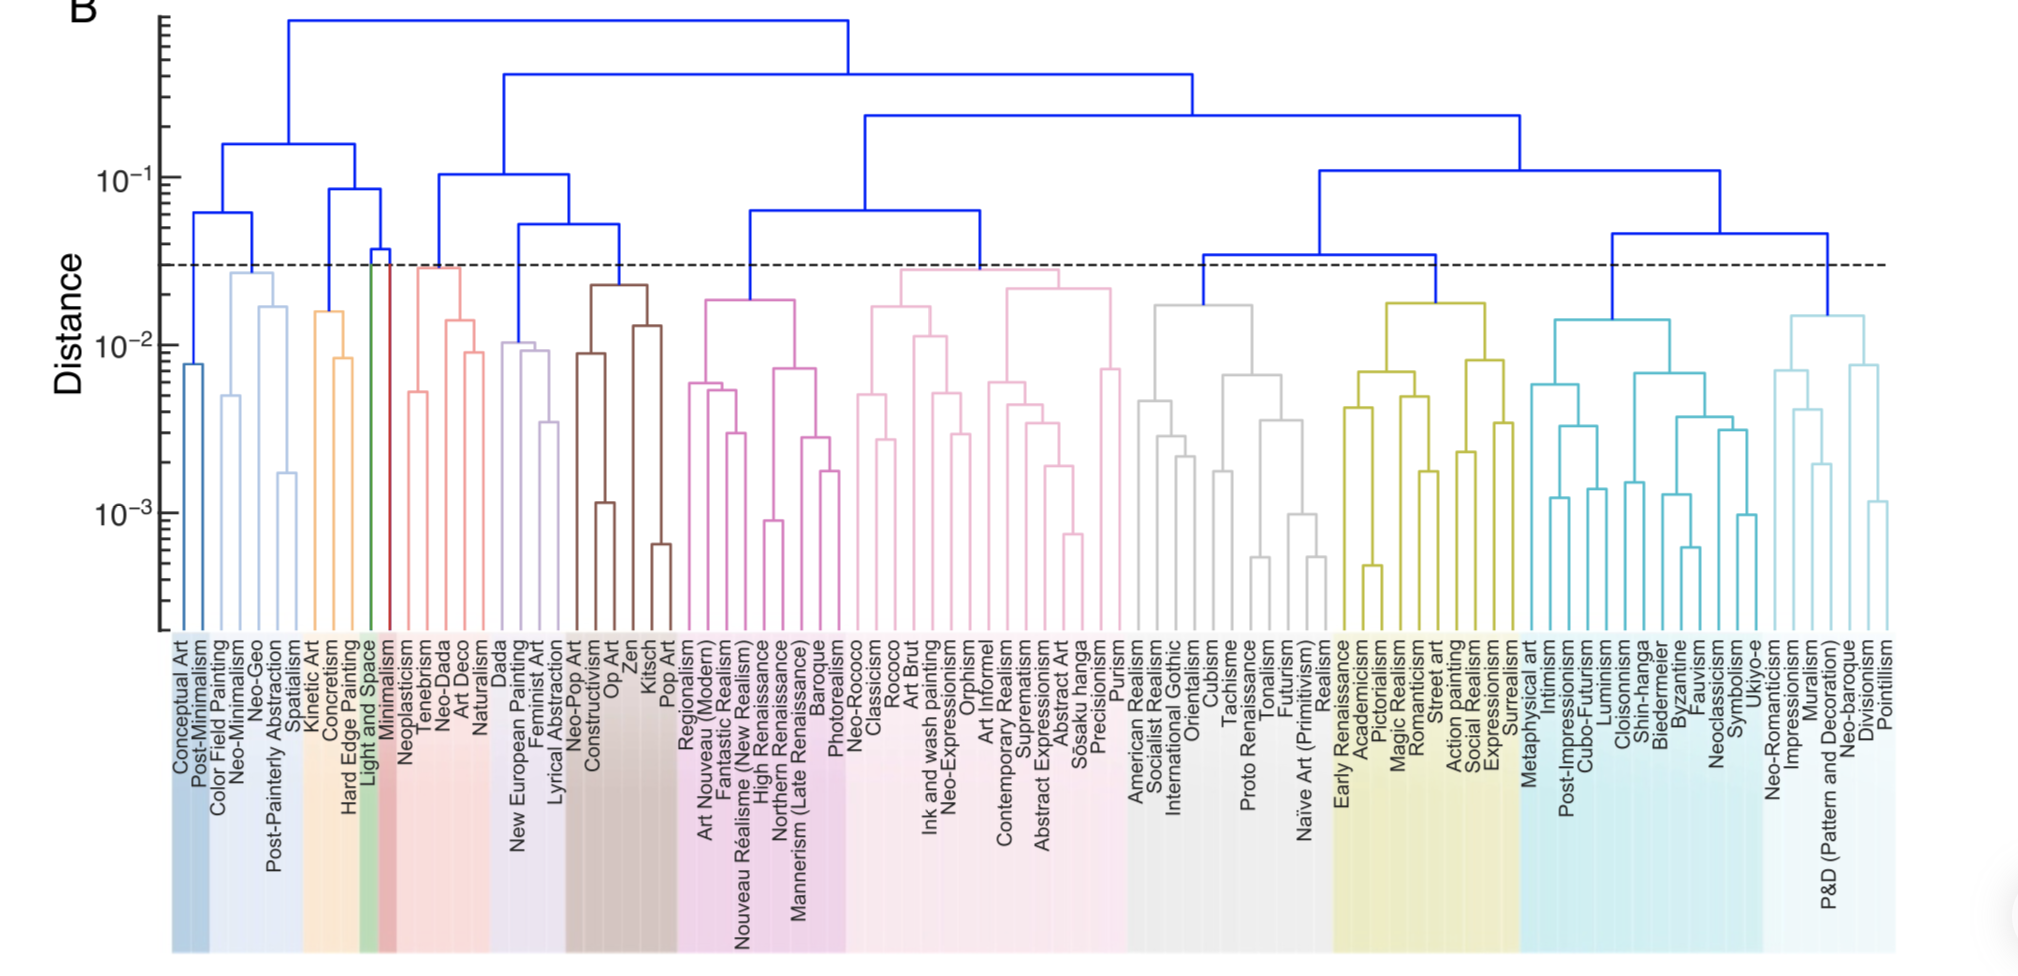 B
Distance
10⁻¹
10⁻²
10⁻³
Conceptual Art
Post-Minimalism
Color Field Painting
Neo-Minimalism
Neo-Geo
Post-Painterly Abstraction
Spatialism
Kinetic Art
Concretism
Hard Edge Painting
Light and Space
Minimalism
Neoplasticism
Tenebrism
Neo-Dada
Art Deco
Naturalism
Dada
New European Painting
Feminist Art
Lyrical Abstraction
Neo-Pop Art
Constructivism
Op Art
Zen
Kitsch
Pop Art
Regionalism
Art Nouveau (Modern)
Fantastic Realism
Nouveau Réalisme (New Realism)
High Renaissance
Northern Renaissance
Mannerism (Late Renaissance)
Baroque
Photorealism
Neo-Rococo
Classicism
Rococo
Art Brut
Ink and wash painting
Neo-Expressionism
Orphism
Art Informel
Contemporary Realism
Suprematism
Abstract Expressionism
Abstract Art
Sōsaku hanga
Precisionism
Purism
American Realism
Socialist Realism
International Gothic
Orientalism
Cubism
Tachisme
Proto Renaissance
Tonalism
Futurism
Naïve Art (Primitivism)
Realism
Early Renaissance
Academicism
Pictorialism
Magic Realism
Romanticism
Street art
Action painting
Social Realism
Expressionism
Surrealism
Metaphysical art
Intimism
Post-Impressionism
Cubo-Futurism
Luminism
Cloisonnism
Shin-hanga
Biedermeier
Byzantine
Fauvism
Neoclassicism
Symbolism
Ukiyo-e
Neo-Romanticism
Impressionism
Muralism
P&D (Pattern and Decoration)
Neo-baroque
Divisionism
Pointillism